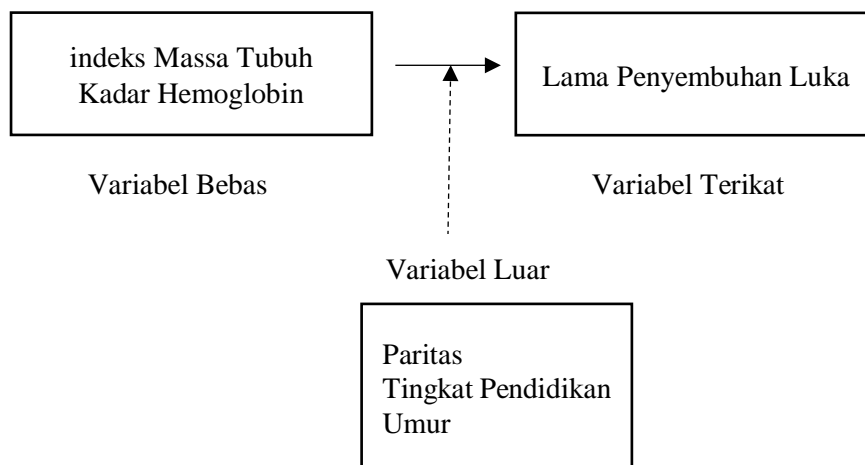 indeks Massa Tubuh
Kadar Hemoglobin
Lama Penyembuhan Luka
Variabel Bebas
Variabel Terikat
Variabel Luar
Paritas
Tingkat Pendidikan
Umur